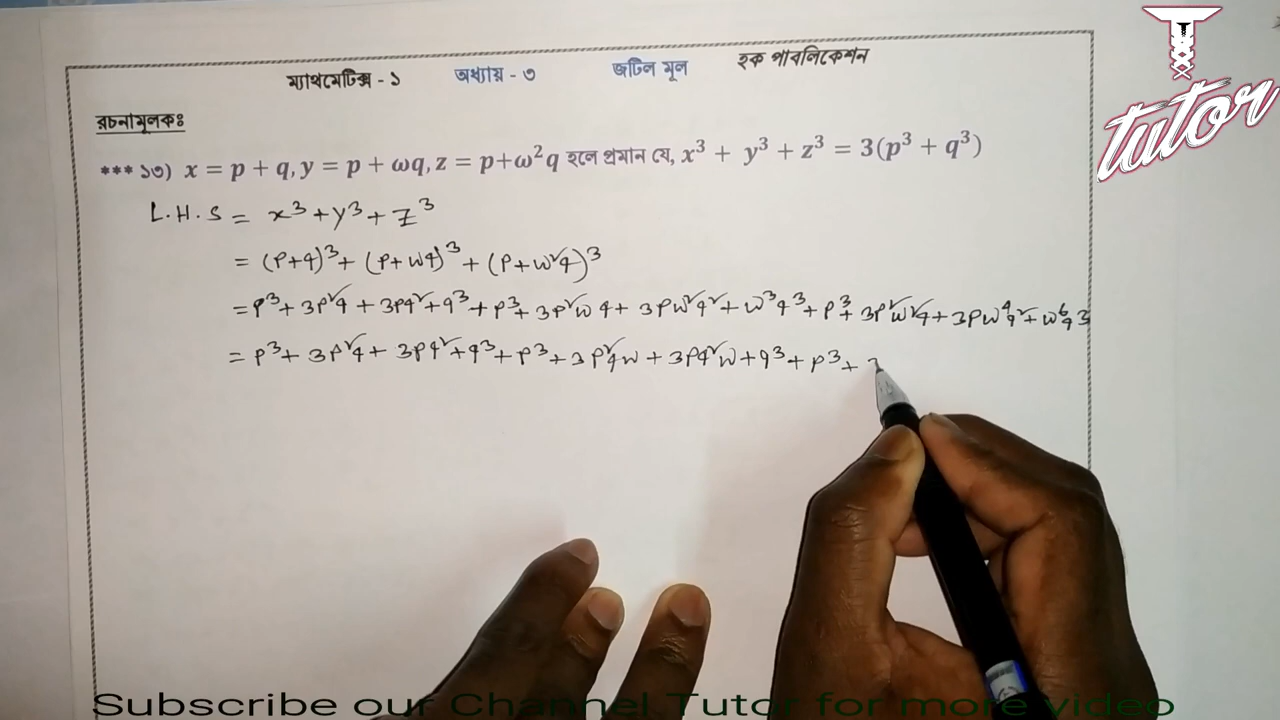 ম্যাথমেটিক্স - ১ অধ্যায় - ৩ জটিল মূল হক পাবলিকেশন
T
tutor
রচনামূলকঃ
*** ১৩) x = p + q, y = p + ωq, z = p+ω²q হলে প্রমান যে, x³ + y³ + z³ = 3(p³ + q³)
L.H.S = x³ + y³ + z³
= (p+q)³ + (p+ωq)³ + (p+ω²q)³
= p³ + 3p²q + 3pq² + q³ + p³ + 3p²ωq + 3pω²q² + ω³q³ + p³ + 3p²ω²q + 3pω⁴q² + ω⁶q³
= p³ + 3p²q + 3pq² + q³ + p³ + 3p²qω + 3pq²ω + q³ + p³ +
Subscribe our Channel Tutor for more video